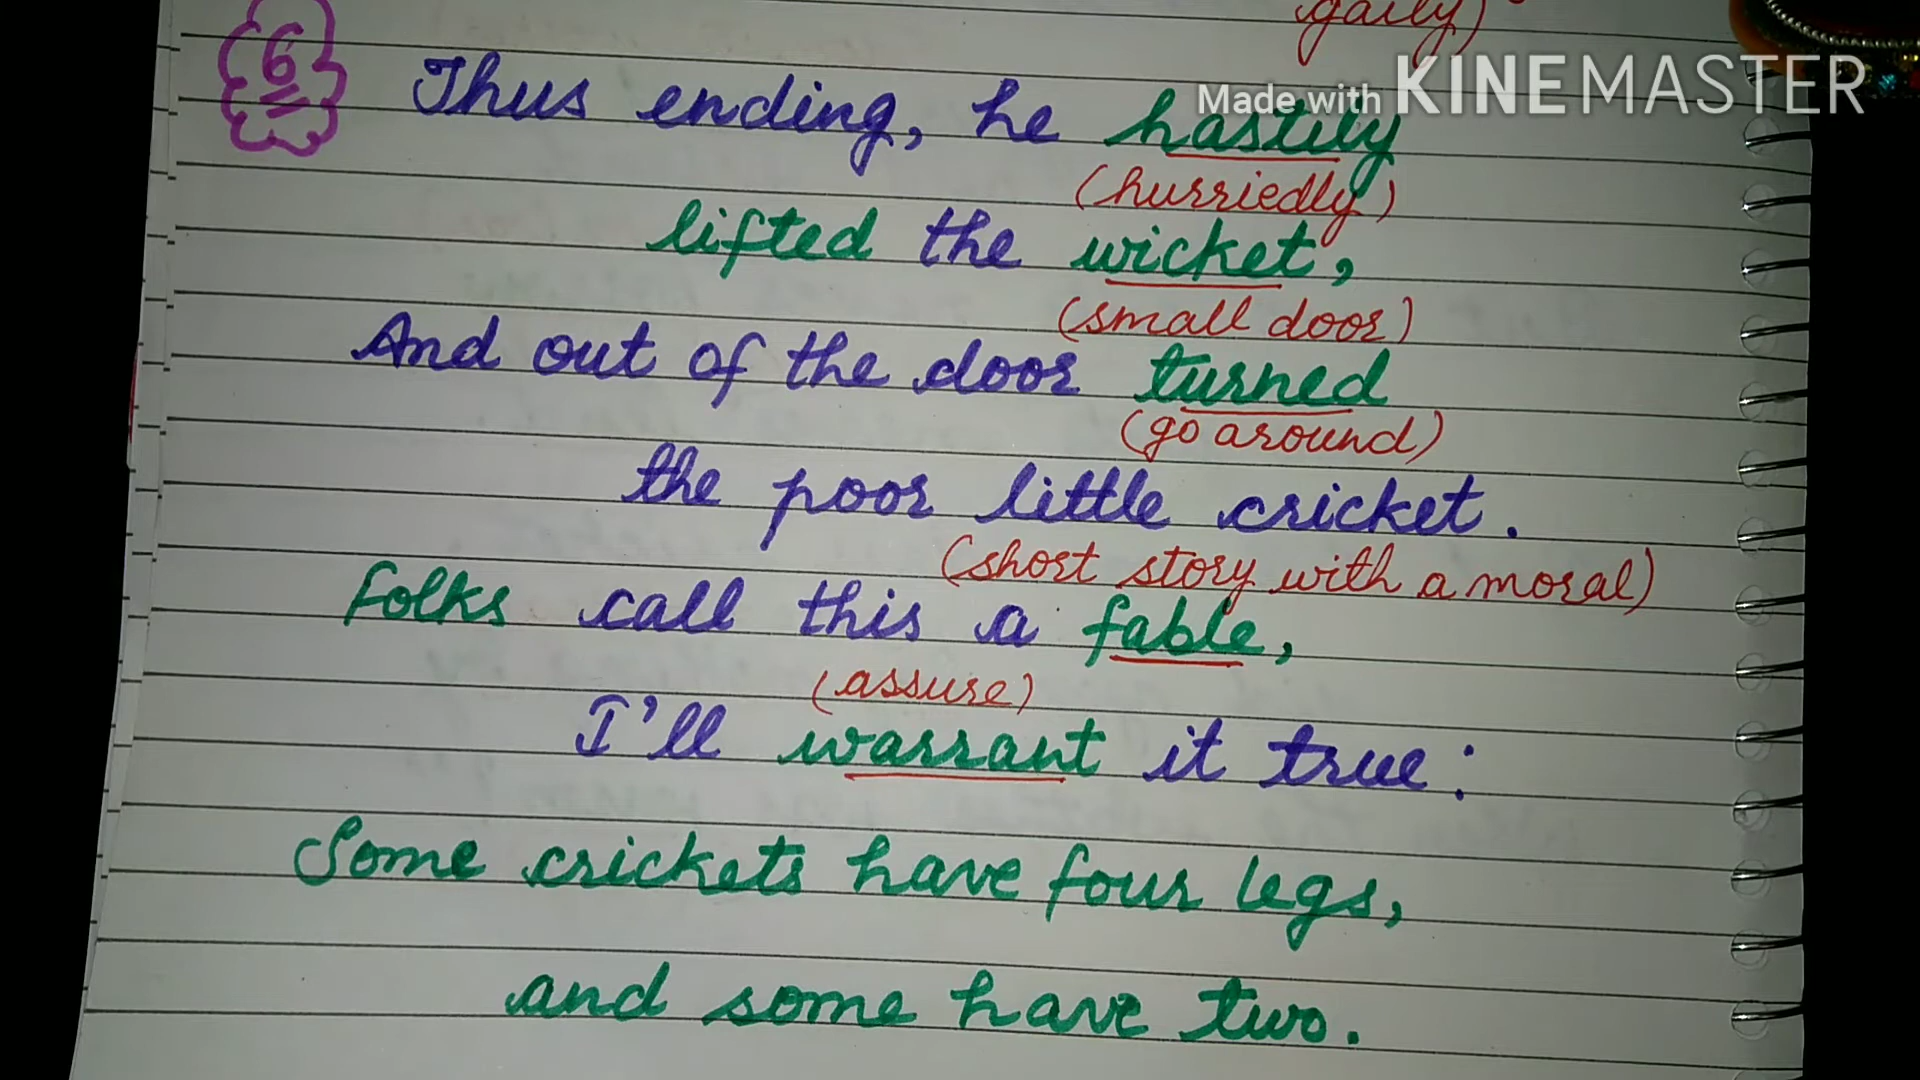 gaily)
Made with KINEMASTER
6 Thus ending, he hastily
(hurriedly)
lifted the wicket,
(small door)
And out of the door turned
(go around)
the poor little cricket.
(short story with a moral)
folks call this a fable,
(assure)
I'll warrant it true:
Some crickets have four legs,
and some have two.